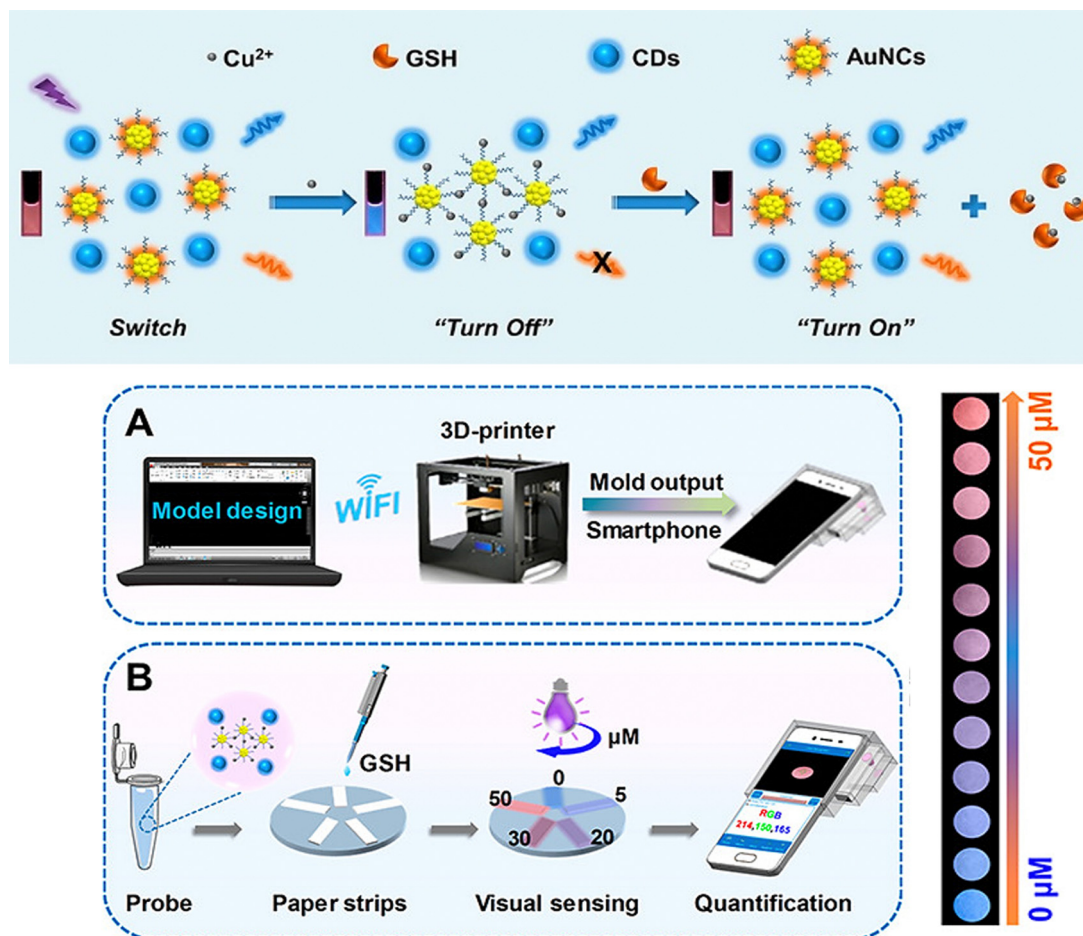 Cu²⁺
GSH
CDs
AuNCs
X
+
Switch
“Turn Off”
“Turn On”
A
3D-printer
Model design
WIFI
Mold output
Smartphone
50 µM
B
GSH
µM
0
5
20
30
50
RGB
214,150,165
Probe
Paper strips
Visual sensing
Quantification
0 µM